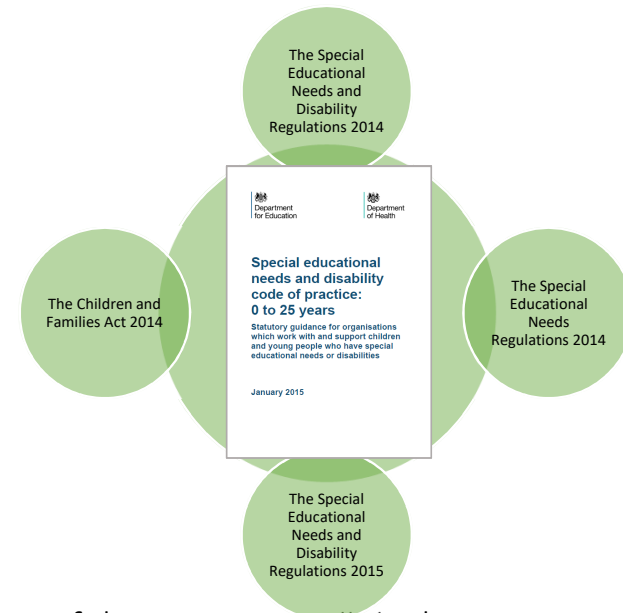 The Special
Educational
Needs and
Disability
Regulations 2014
Department
for Education
Department
of Health
Special educational
needs and disability
code of practice:
0 to 25 years
Statutory guidance for organisations
which work with and support children
and young people who have special
educational needs or disabilities
January 2015
The Children and
Families Act 2014
The Special
Educational
Needs
Regulations 2014
The Special
Educational
Needs and
Disability
Regulations 2015